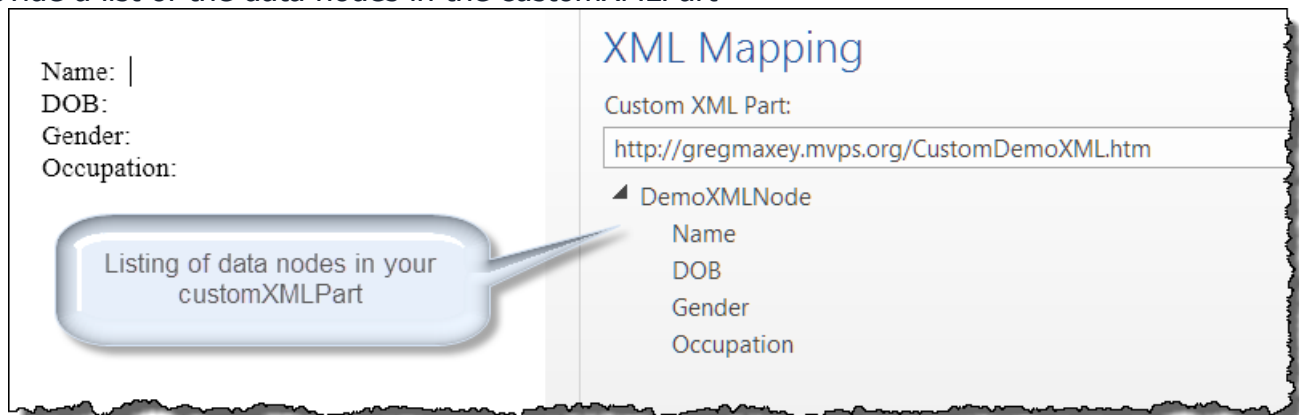 Name:
DOB:
Gender:
Occupation:
Listing of data nodes in your
customXMLPart
XML Mapping
Custom XML Part:
http://gregmaxey.mvps.org/CustomDemoXML.htm
DemoXMLNode
Name
DOB
Gender
Occupation